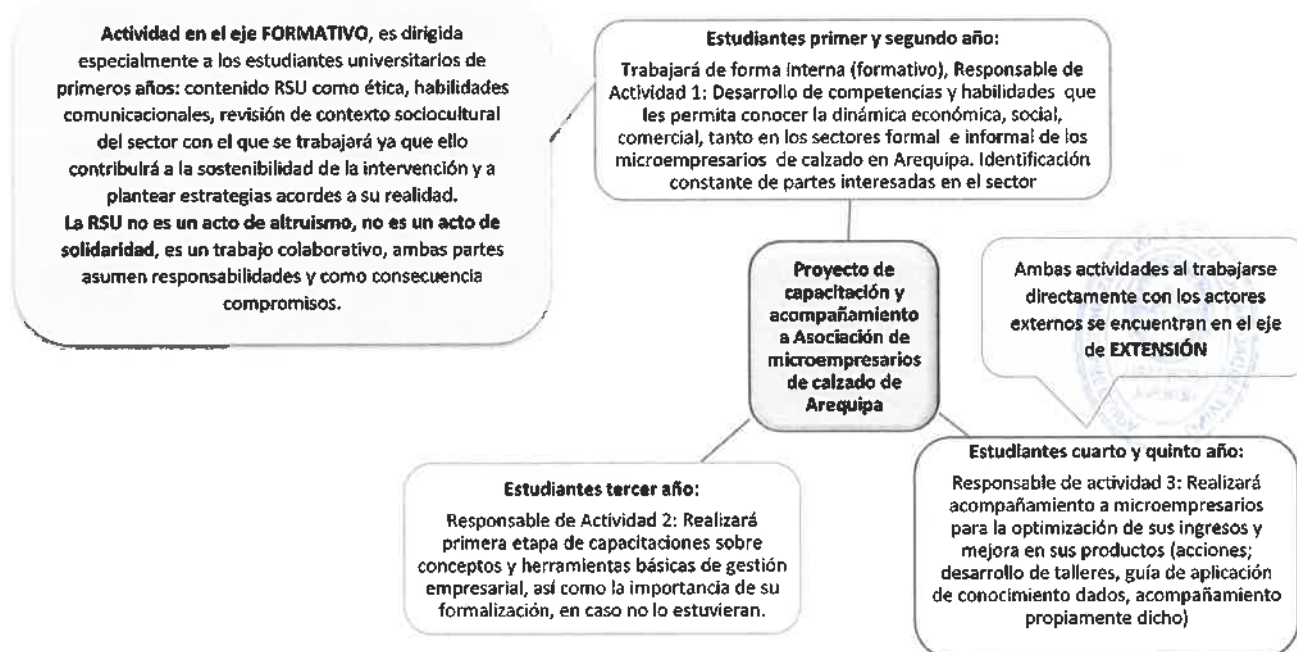 Actividad en el eje FORMATIVO, es dirigida
especialmente a los estudiantes universitarios de
primeros años: contenido RSU como ética, habilidades
comunicacionales, revisión de contexto sociocultural
del sector con el que se trabajará ya que ello
contribuirá a la sostenibilidad de la intervención y a
plantear estrategias acordes a su realidad.
La RSU no es un acto de altruismo, no es un acto de
solidaridad, es un trabajo colaborativo, ambas partes
asumen responsabilidades y como consecuencia
compromisos.
Estudiantes primer y segundo año:
Trabajará de forma interna (formativo), Responsable de
Actividad 1: Desarrollo de competencias y habilidades que
les permita conocer la dinámica económica, social,
comercial, tanto en los sectores formal e informal de los
microempresarios de calzado en Arequipa. Identificación
constante de partes interesadas en el sector
Proyecto de
capacitación y
acompañamiento
a Asociación de
microempresarios
de calzado de
Arequipa
Ambas actividades al trabajarse
directamente con los actores
externos se encuentran en el eje
de EXTENSIÓN
Estudiantes tercer año:
Responsable de Actividad 2: Realizará
primera etapa de capacitaciones sobre
conceptos y herramientas básicas de gestión
empresarial, así como la importancia de su
formalización, en caso no lo estuvieran.
Estudiantes cuarto y quinto año:
Responsable de actividad 3: Realizará
acompañamiento a microempresarios
para la optimización de sus ingresos y
mejora en sus productos (acciones;
desarrollo de talleres, guía de aplicación
de conocimiento dados, acompañamiento
propiamente dicho)